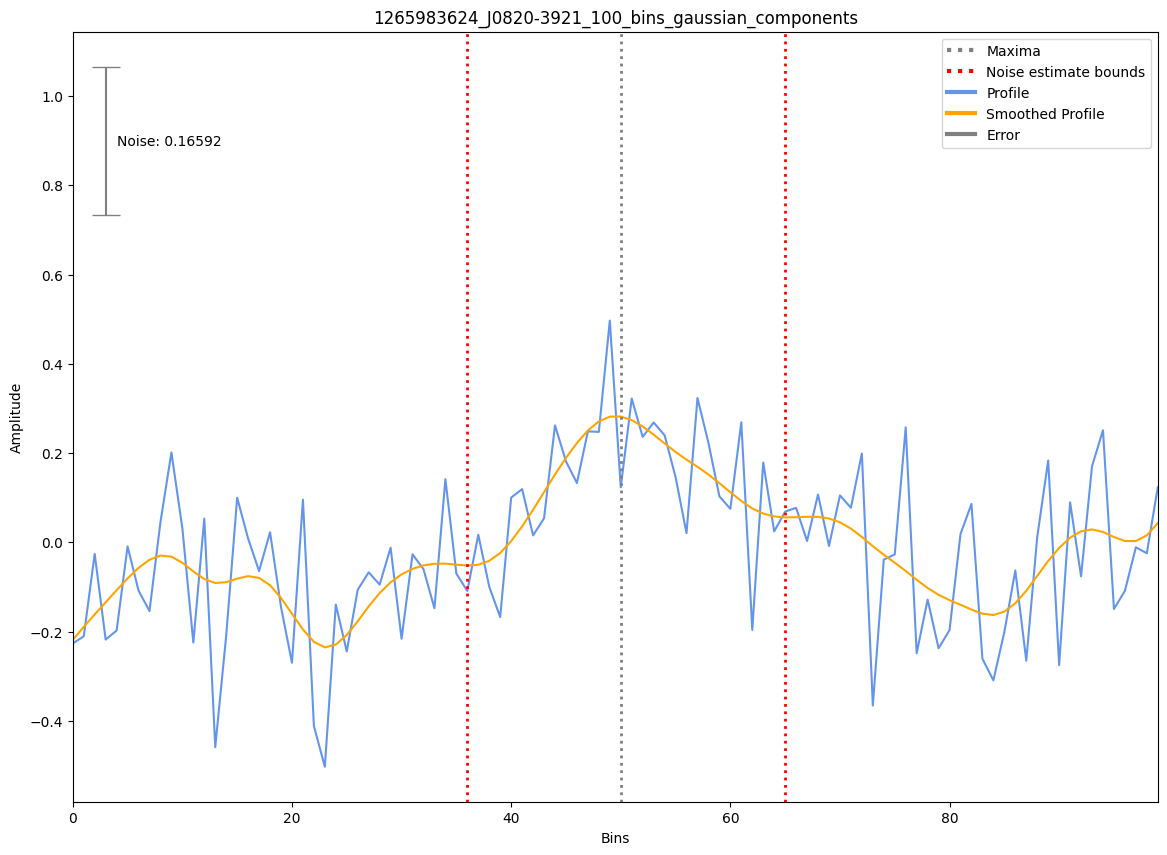 1265983624_J0820-3921_100_bins_gaussian_components
Maxima
Noise estimate bounds
Profile
Smoothed Profile
Error
Noise: 0.16592
1.0
0.8
0.6
0.4
0.2
0.0
−0.2
−0.4
Amplitude
0 20 40 60 80
Bins